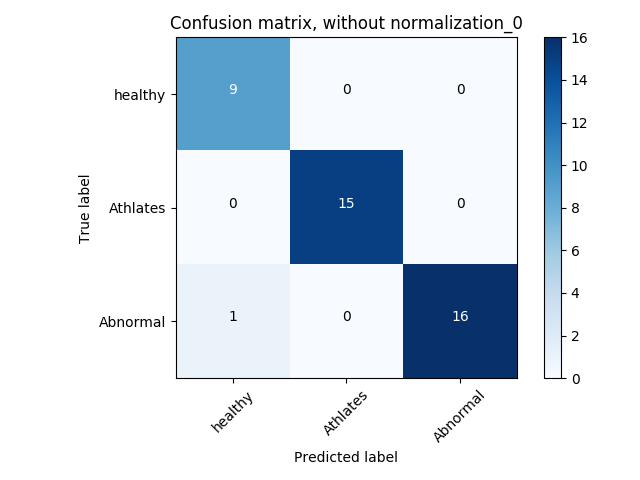 Confusion matrix, without normalization_0
True label
healthy
9
0
0
Athlates
0
15
0
Abnormal
1
0
16
healthy
Athlates
Abnormal
Predicted label
16
14
12
10
8
6
4
2
0